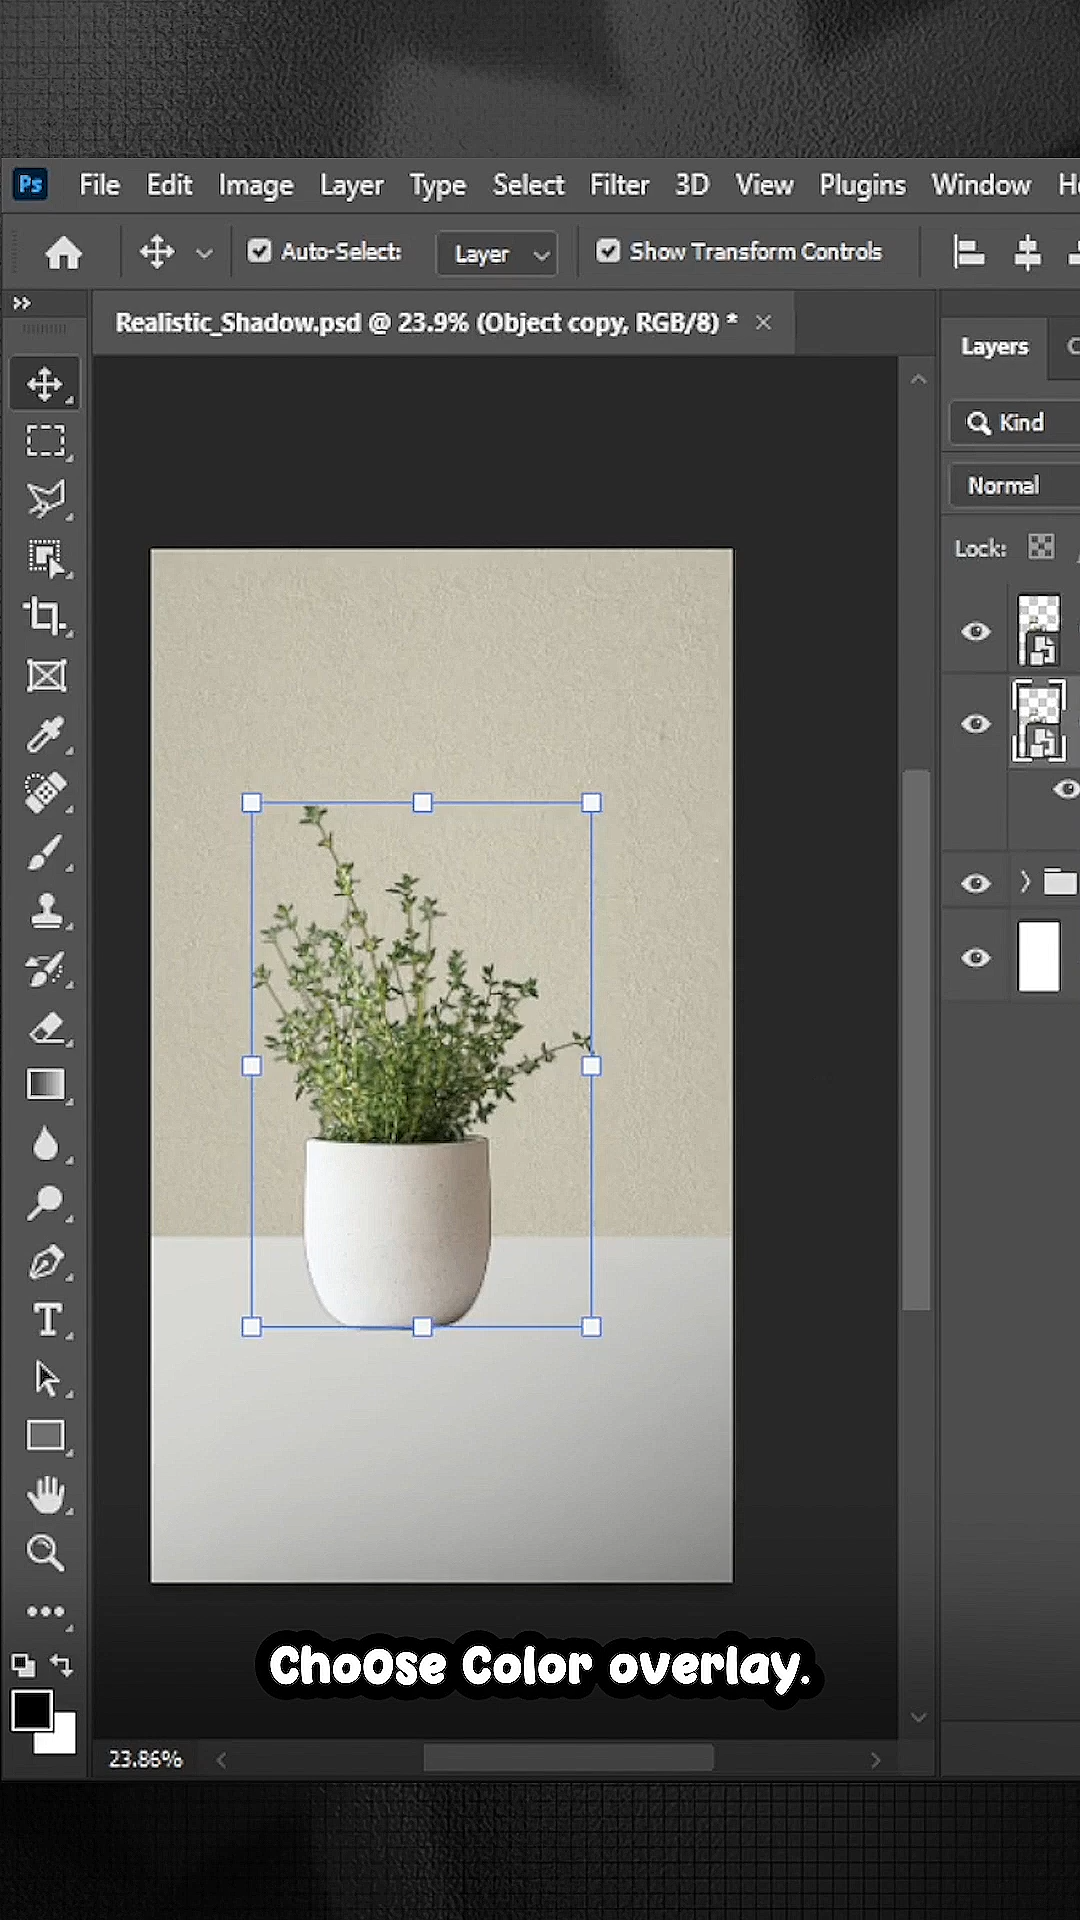 Ps File Edit Image Layer Type Select Filter 3D View Plugins Window
Auto-Select: Layer Show Transform Controls
Realistic_Shadow.psd @ 23.9% (Object copy, RGB/8) *
Layers
Kind
Normal
Lock:
T
ChoOse Color overlay.
23.86%